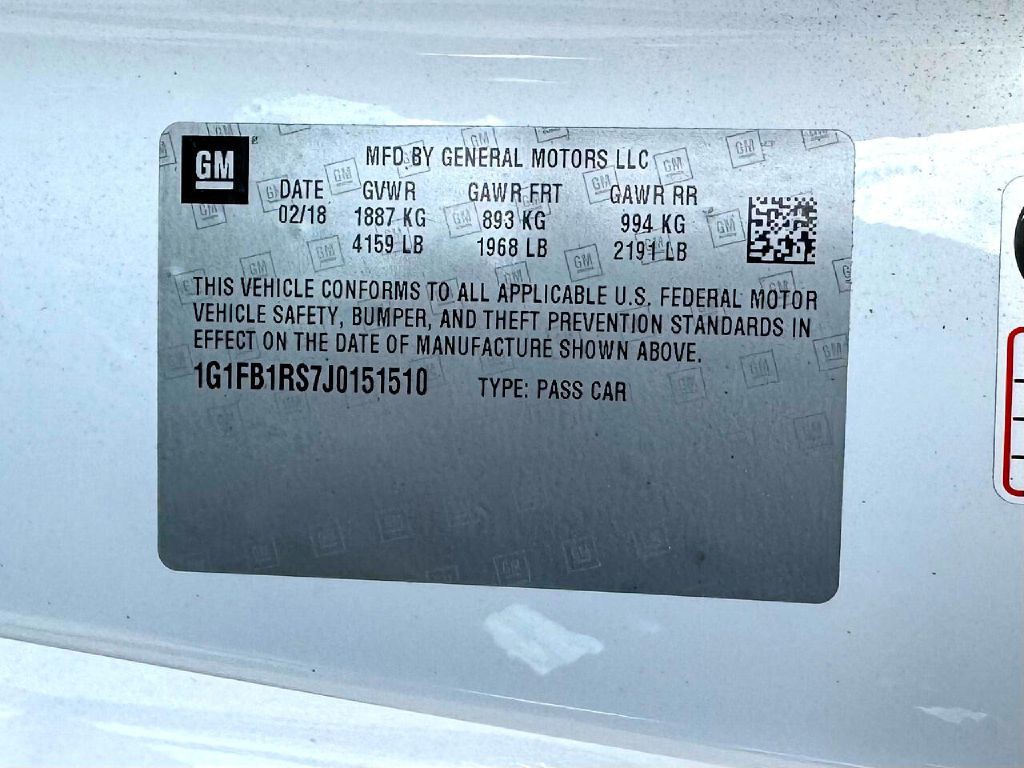 GM
MFD BY GENERAL MOTORS LLC
DATE GVWR GAWR FRT GAWR RR
02/18 1887 KG 893 KG 994 KG
4159 LB 1968 LB 2191 LB
THIS VEHICLE CONFORMS TO ALL APPLICABLE U.S. FEDERAL MOTOR
VEHICLE SAFETY, BUMPER, AND THEFT PREVENTION STANDARDS IN
EFFECT ON THE DATE OF MANUFACTURE SHOWN ABOVE.
1G1FB1RS7J0151510 TYPE: PASS CAR